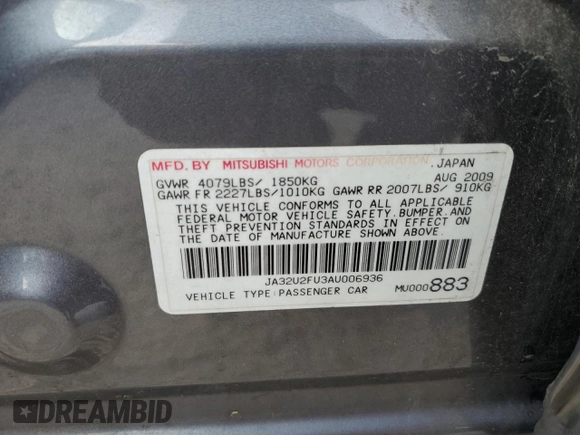 MFD. BY MITSUBISHI MOTORS CORPORATION, JAPAN
GVWR 4079LBS/ 1850KG AUG 2009
GAWR FR 2227LBS/1010KG GAWR RR 2007LBS/ 910KG
THIS VEHICLE CONFORMS TO ALL APPLICABLE
FEDERAL MOTOR VEHICLE SAFETY.BUMPER.AND
THEFT PREVENTION STANDARDS IN EFFECT ON
THE DATE OF MANUFACTURE SHOWN ABOVE.
JA32U2FU3AU006936
VEHICLE TYPE:PASSENGER CAR MU000883
DREAMBID